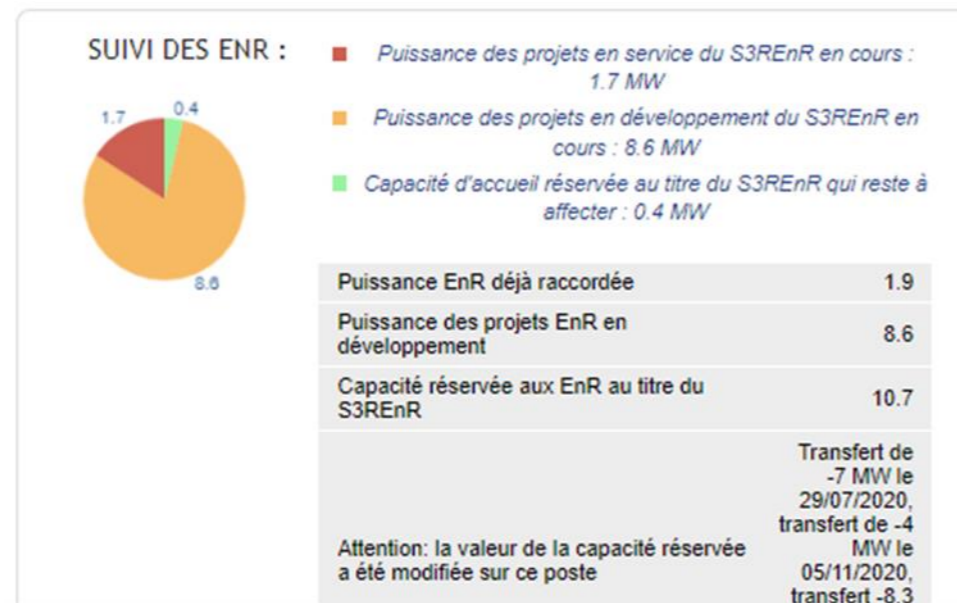 SUIVI DES ENR :
Puissance des projets en service du S3REnR en cours :
1.7 MW
Puissance des projets en développement du S3REnR en
cours : 8.6 MW
Capacité d'accueil réservée au titre du S3REnR qui reste à
affecter : 0.4 MW
1.7
0.4
8.6
Puissance EnR déjà raccordée 1.9
Puissance des projets EnR en
développement
8.6
Capacité réservée aux EnR au titre du
S3REnR
10.7
Attention: la valeur de la capacité réservée
a été modifiée sur ce poste
Transfert de
-7 MW le
29/07/2020,
transfert de -4
MW le
05/11/2020,
transfert -8.3